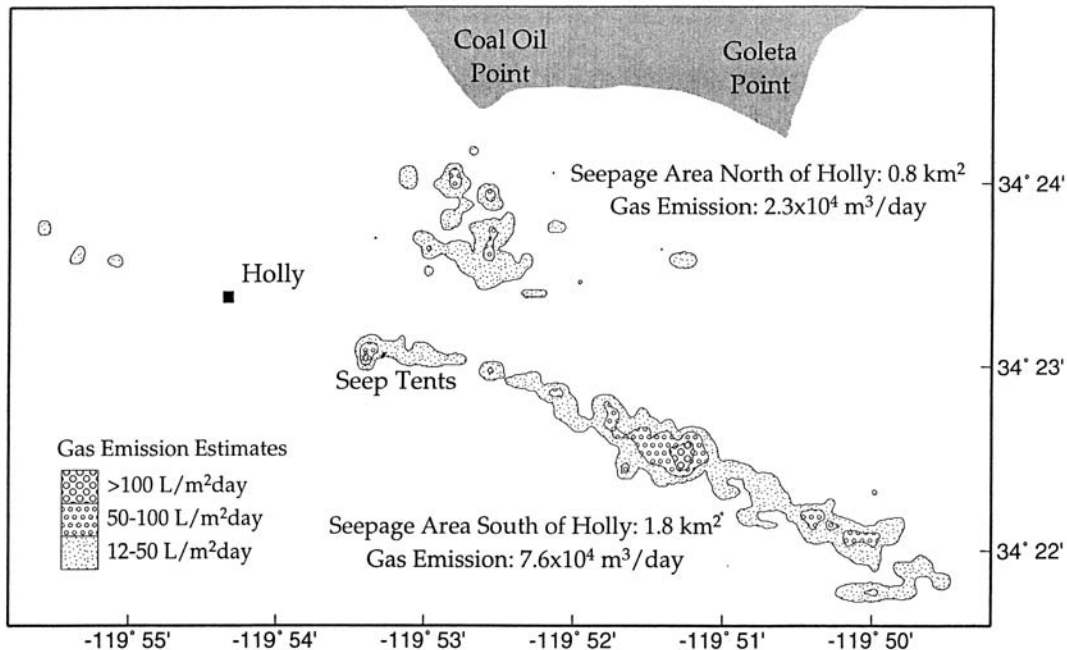 Coal Oil
Point
Goleta
Point
Seepage Area North of Holly: 0.8 km²
Gas Emission: 2.3x10⁴ m³/day
34° 24'
Holly
34° 23'
Seep Tents
Gas Emission Estimates
>100 L/m²day
50-100 L/m²day
12-50 L/m²day
Seepage Area South of Holly: 1.8 km²
Gas Emission: 7.6x10⁴ m³/day
34° 22'
-119° 55' -119° 54' -119° 53' -119° 52' -119° 51' -119° 50'